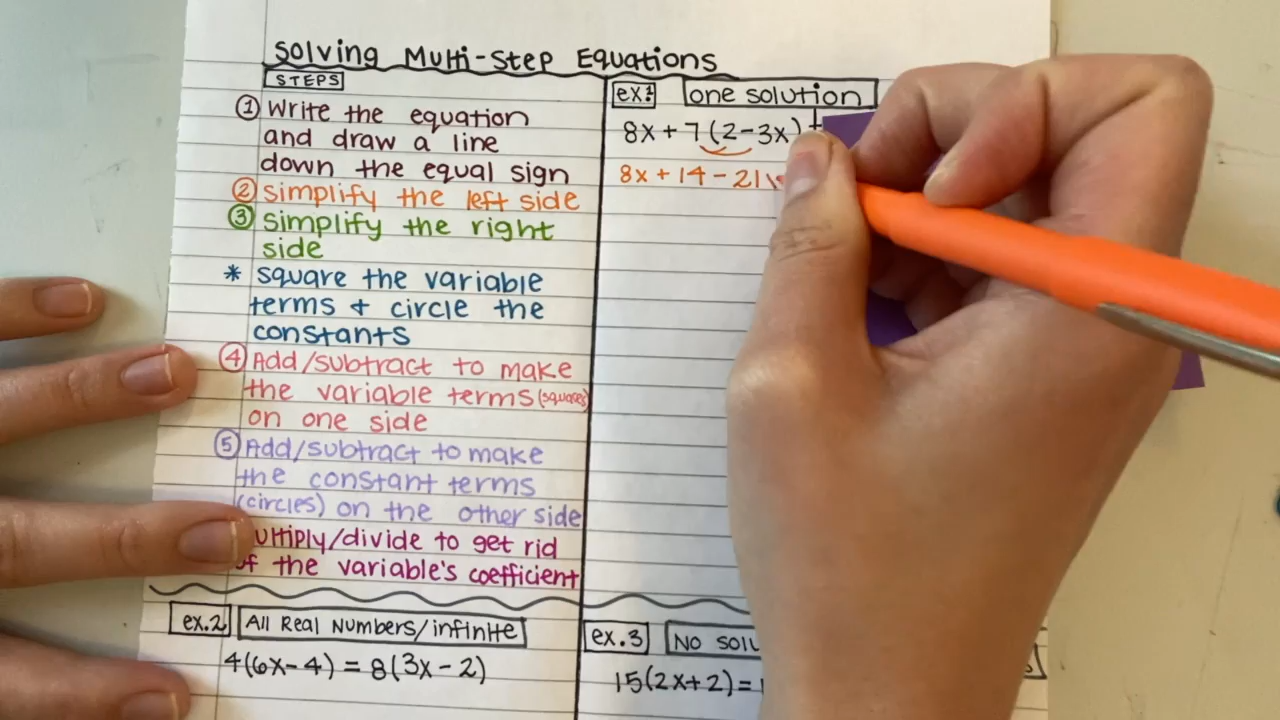 Solving Multi-Step Equations
STEPS
① Write the equation
and draw a line
down the equal sign
② simplify the left side
③ simplify the right
side
* square the variable
terms + circle the
constants
④ Add/subtract to make
the variable terms (squares)
on one side
⑤ Add/subtract to make
the constant terms
(circles) on the other side
ultiply/divide to get rid
of the variable's coefficient
ex.1 one solution
8x + 7(2-3x)
8x + 14 - 21
ex.2 All Real Numbers/infinite
4(6x-4) = 8(3x-2)
ex.3 No
15(2x+2) =